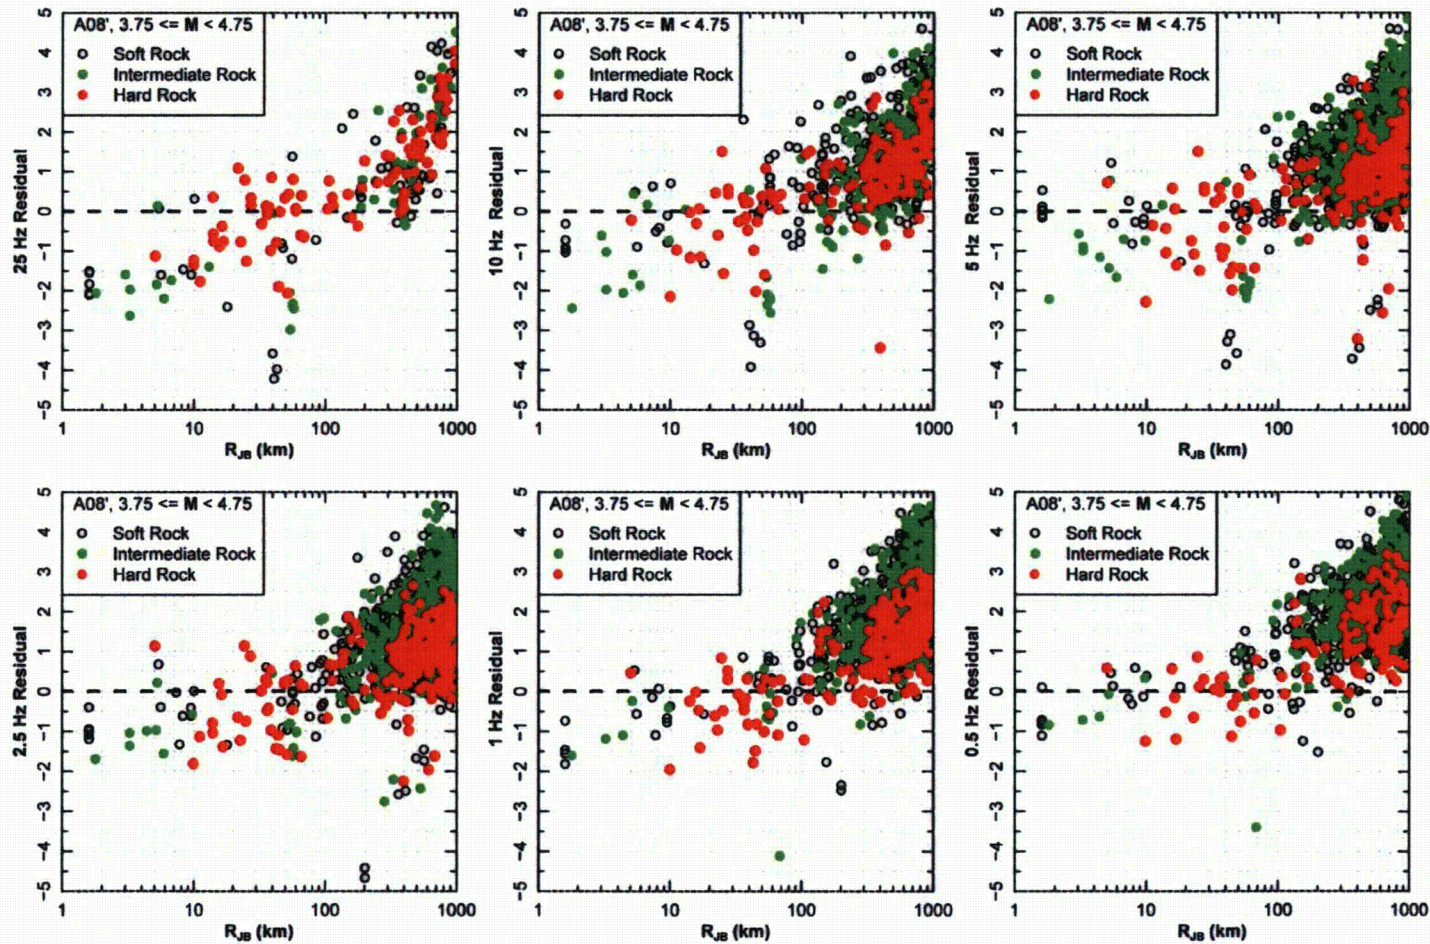 A08', 3.75 <= M < 4.75
Soft Rock
Intermediate Rock
Hard Rock
25 Hz Residual
5
4
3
2
1
0
−1
−2
−3
−4
−5
1 10 100 1000
R_JB (km)
A08', 3.75 <= M < 4.75
Soft Rock
Intermediate Rock
Hard Rock
10 Hz Residual
5
4
3
2
1
0
−1
−2
−3
−4
−5
1 10 100 1000
R_JB (km)
A08', 3.75 <= M < 4.75
Soft Rock
Intermediate Rock
Hard Rock
5 Hz Residual
5
4
3
2
1
0
−1
−2
−3
−4
−5
1 10 100 1000
R_JB (km)
A08', 3.75 <= M < 4.75
Soft Rock
Intermediate Rock
Hard Rock
2.5 Hz Residual
5
4
3
2
1
0
−1
−2
−3
−4
−5
1 10 100 1000
R_JB (km)
A08', 3.75 <= M < 4.75
Soft Rock
Intermediate Rock
Hard Rock
1 Hz Residual
5
4
3
2
1
0
−1
−2
−3
−4
−5
1 10 100 1000
R_JB (km)
A08', 3.75 <= M < 4.75
Soft Rock
Intermediate Rock
Hard Rock
0.5 Hz Residual
5
4
3
2
1
0
−1
−2
−3
−4
−5
1 10 100 1000
R_JB (km)